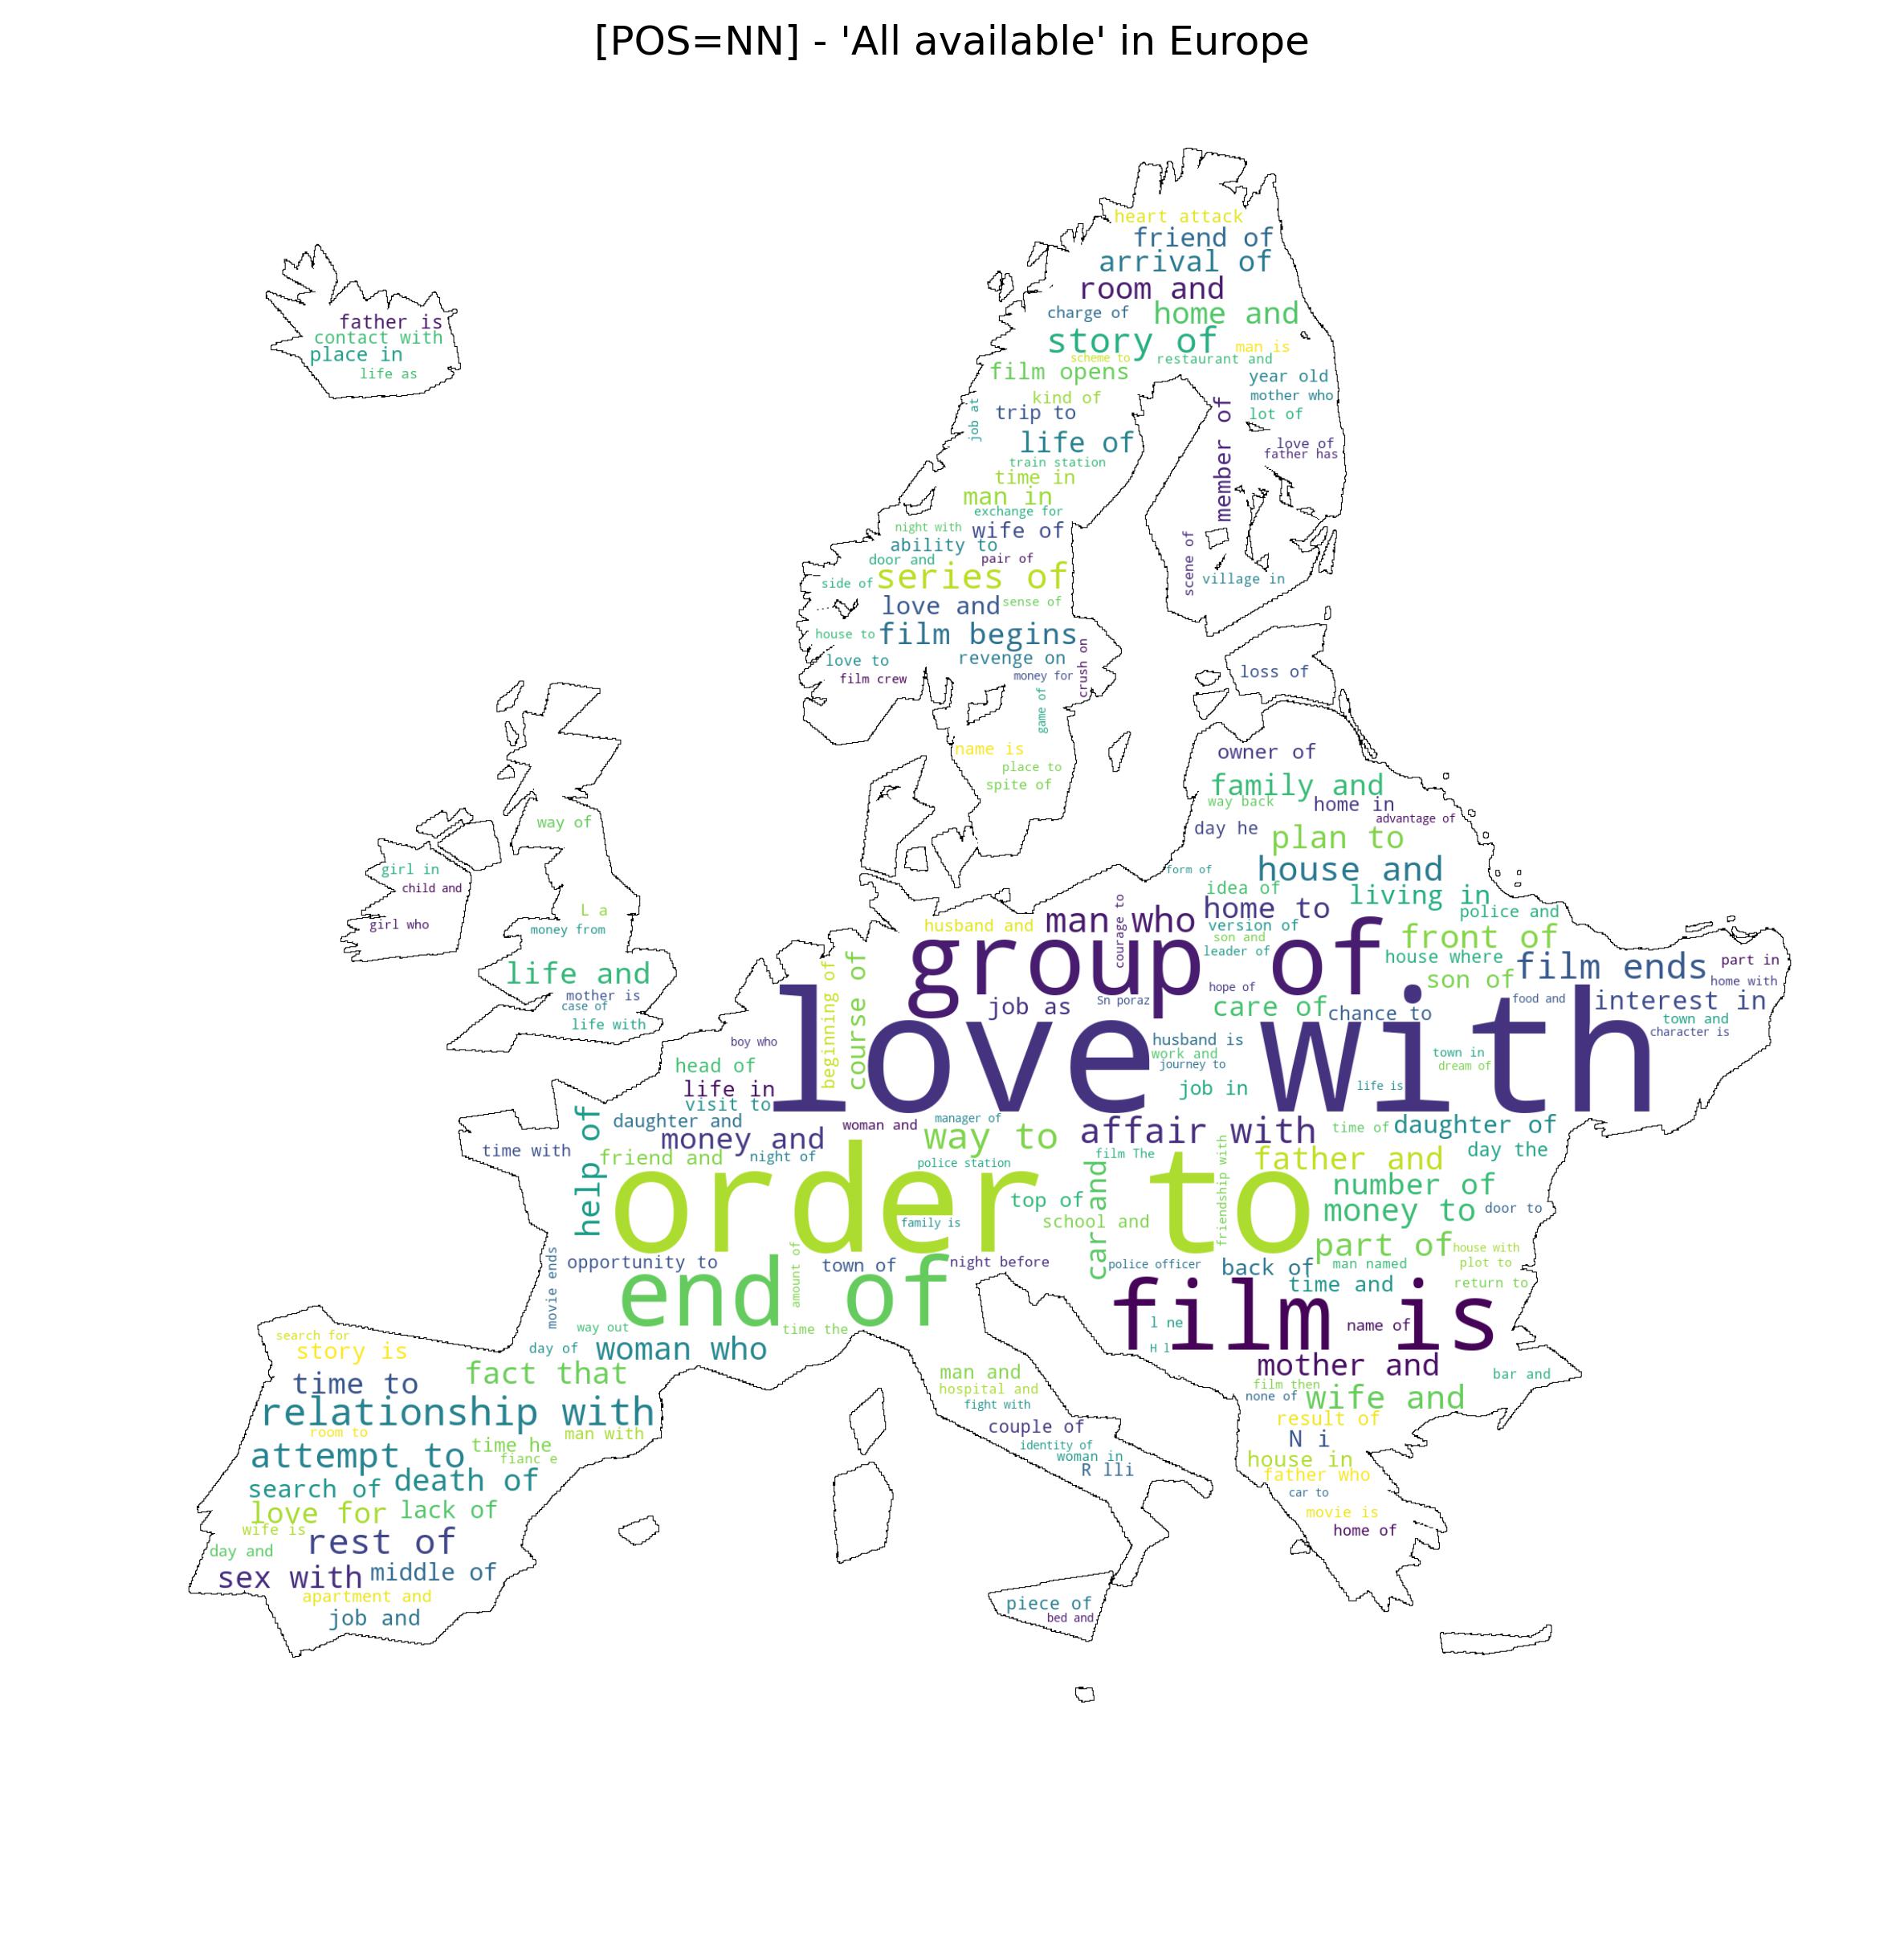 [POS=NN] - 'All available' in Europe
heart attack
friend of
arrival of
room and
charge of
home and
story of
man is
scheme to
restaurant and
film opens
year old
kind of
mother who
job at
trip to
member of
lot of
life of
love of
father has
train station
time in
man in
exchange for
night with
wife of
ability to
door and
pair of
scene of
series of
side of
village in
love and
sense of
film begins
house to
love to
revenge on
crush on
film crew
money for
game of
name is
place to
spite of
loss of
father is
contact with
place in
life as
way of
girl in
child and
girl who
L a
money from
life and
mother is
case of
life with
owner of
family and
way back
home in
advantage of
day he
plan to
form of
house and
idea of
living in
home to
police and
husband and
man who
courage to
version of
son and
leader of
group of
front of
house where
film ends
part in
son of
home with
beginning of
course of
job as
Sn poraz
hope of
care of
chance to
food and
interest in
town and
character is
love with
boy who
husband is
work and
journey to
town in
dream of
head of
life in
visit to
job in
life is
help of
daughter and
woman and
manager of
way to
affair with
time of
daughter of
time with
money and
friend and
night of
police station
film The
friendship with
father and
day the
order to
family is
top of
school and
car and
number of
money to
door to
movie ends
opportunity to
amount of
town of
night before
police officer
back of
part of
house with
man named
plot to
time and
return to
end of
film is
way out
time the
l ne
name of
H l
day of
woman who
mother and
bar and
search for
story is
time to
fact that
relationship with
room to
man with
attempt to
time he
fianc e
search of
death of
love for
lack of
wife is
day and
rest of
sex with
middle of
apartment and
job and
man and
hospital and
fight with
couple of
identity of
woman in
R lli
piece of
bed and
film then
none of
wife and
result of
N i
house in
father who
car to
movie is
home of